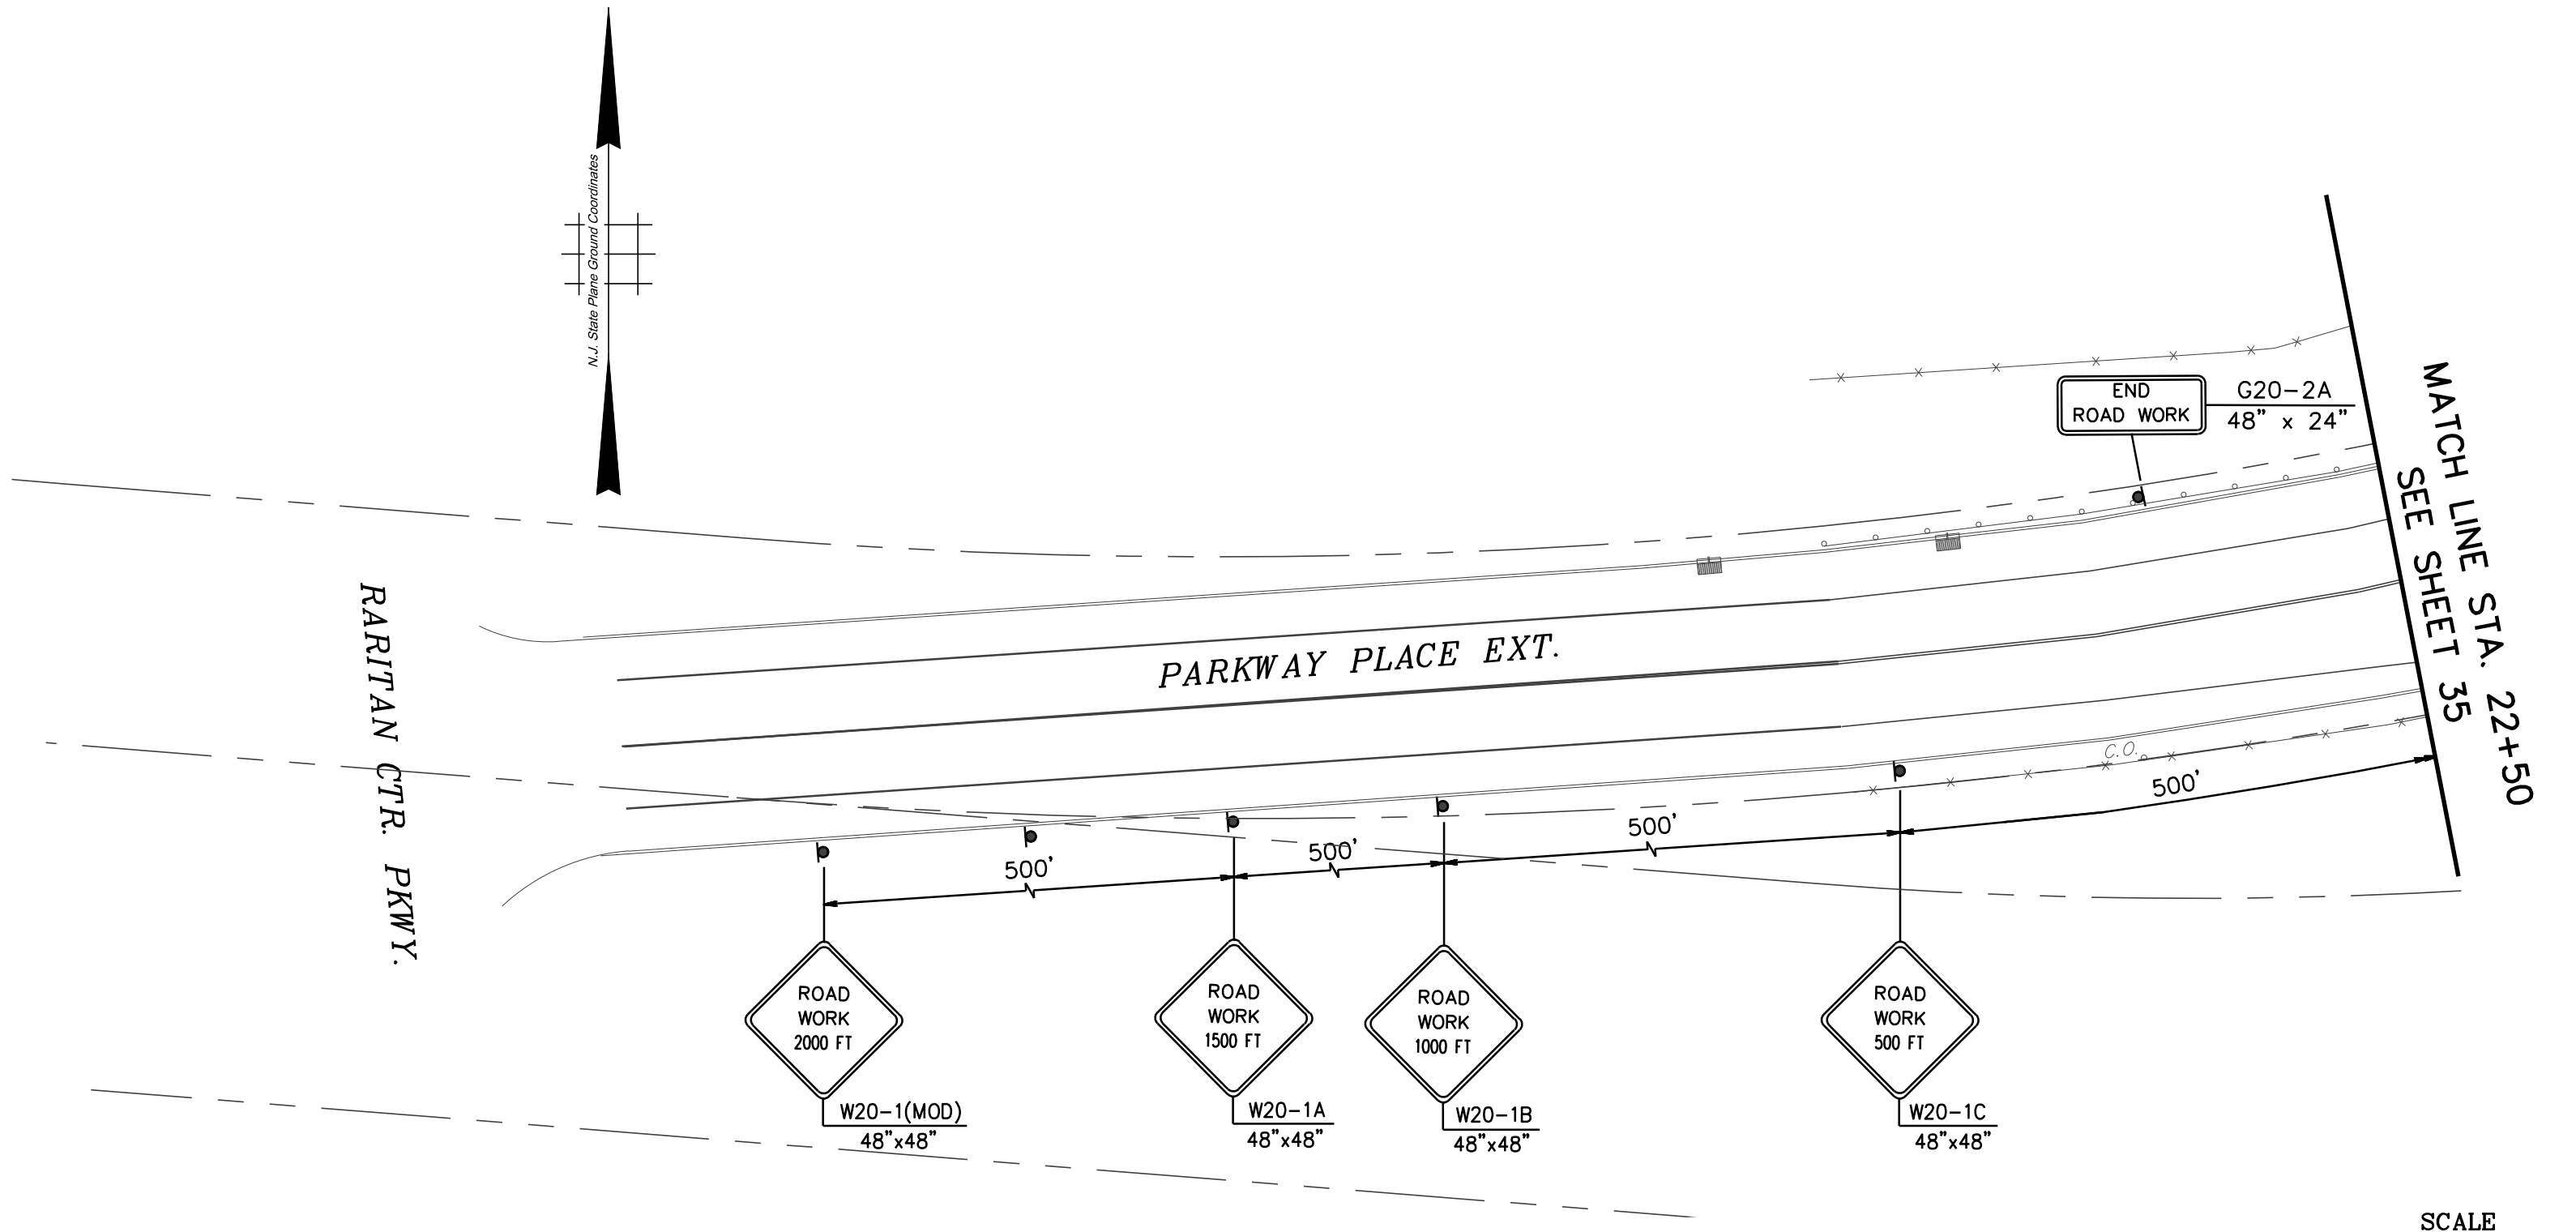 N.J. State Plane Ground Coordinates
END
ROAD WORK
G20-2A
48" x 24"
MATCH LINE STA. 22+50
SEE SHEET 35
RARITAN CTR. PKWY.
PARKWAY PLACE EXT.
C.O.
500'
500'
500'
500'
ROAD
WORK
2000 FT
W20-1(MOD)
48"x48"
ROAD
WORK
1500 FT
W20-1A
48"x48"
ROAD
WORK
1000 FT
W20-1B
48"x48"
ROAD
WORK
500 FT
W20-1C
48"x48"
SCALE